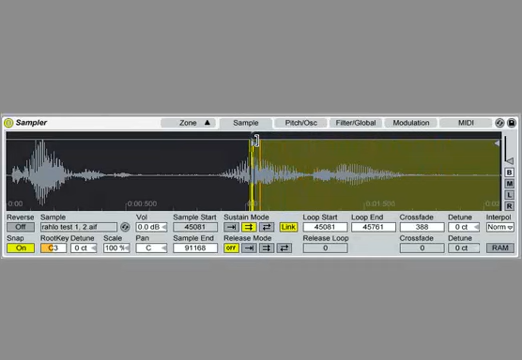 Sampler Zone Sample Pitch/Osc Filter/Global Modulation MIDI
0:00 0:00:500 0:01:500
B
M
L
R
Reverse Sample Vol Sample Start Sustain Mode Loop Start Loop End Crossfade Detune Interpol
Off rahlo test 1, 2.aif 0.0 dB 45081 Link 45081 45761 388 0 ct Norm
Snap RootKey Detune Scale Pan Sample End Release Mode Release Loop Crossfade Detune
On C3 0 ct 100 % C 91168 OFF 0 0 0 ct RAM